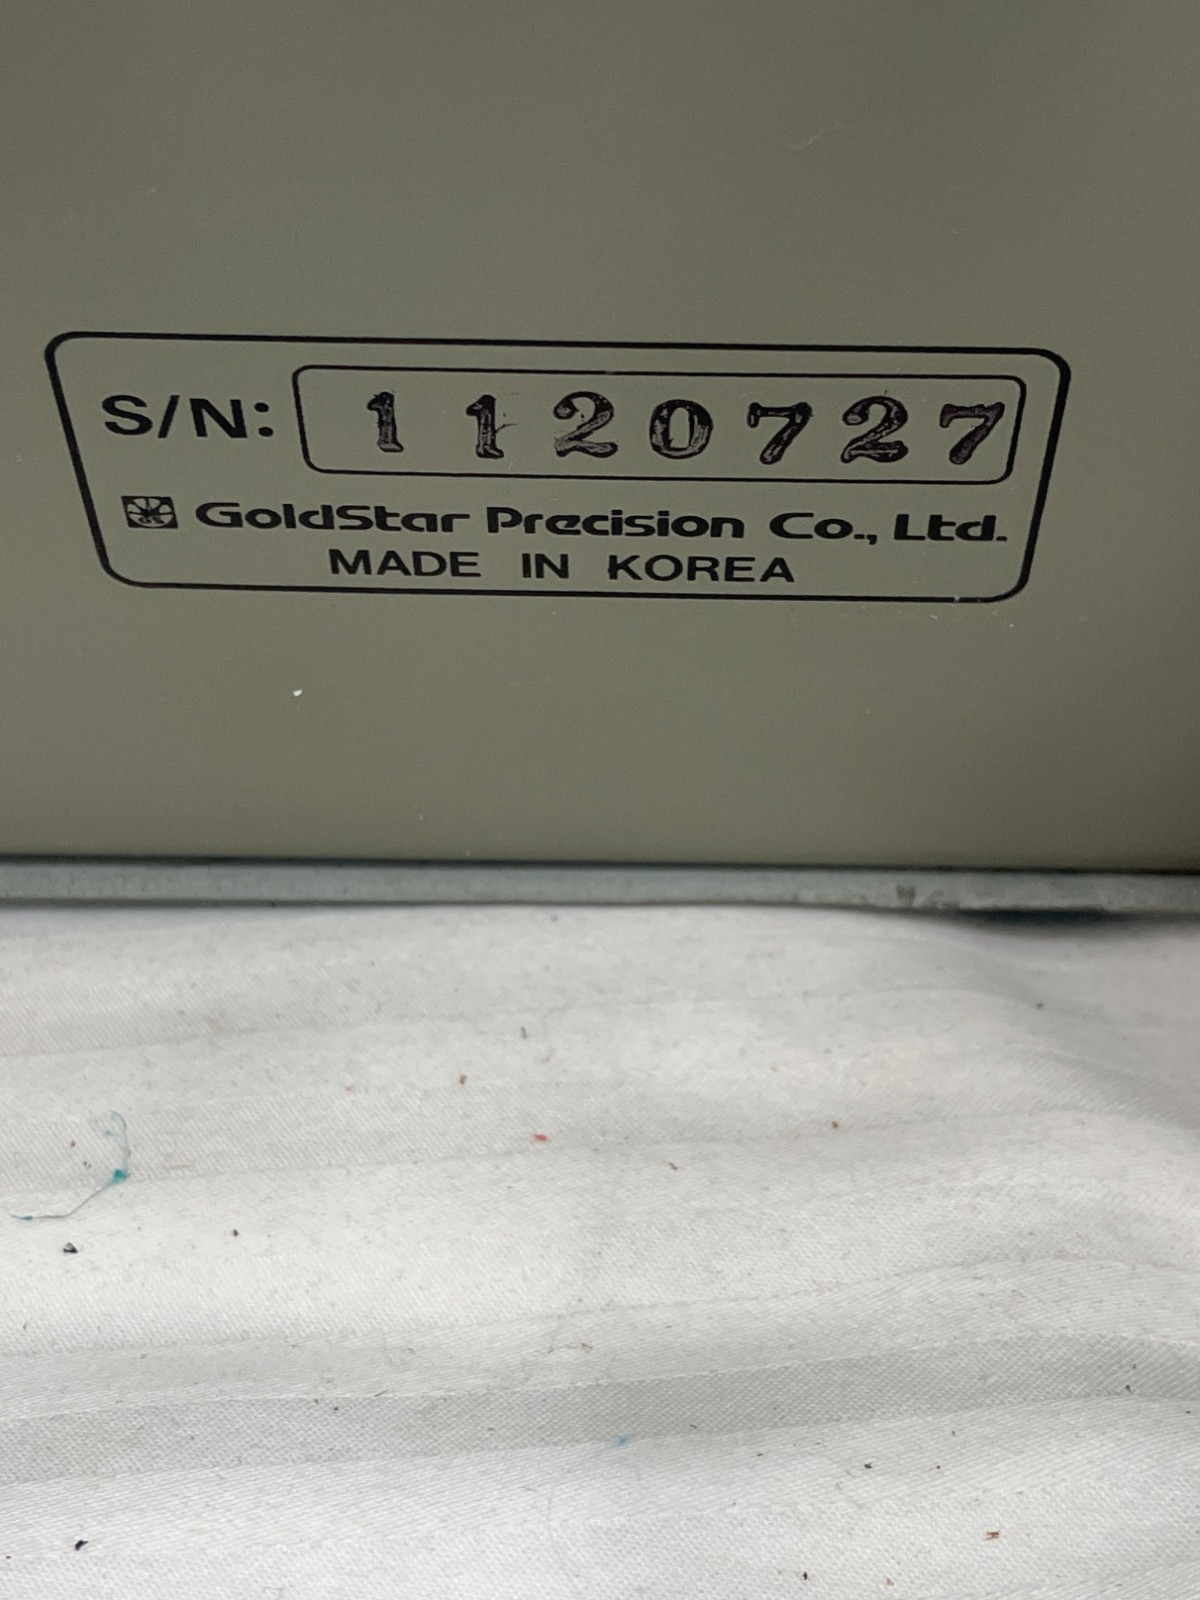 S/N: 1120727
GoldStar Precision Co., Ltd.
MADE IN KOREA